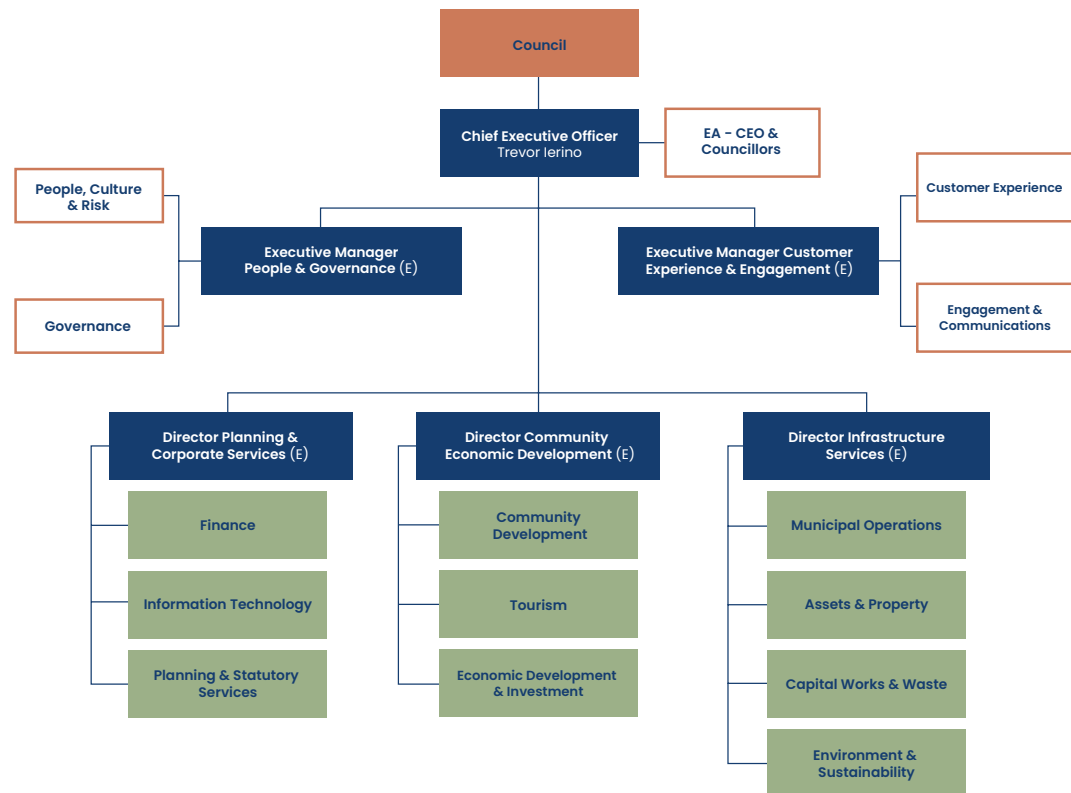 Council
Chief Executive Officer
Trevor Ierino
EA - CEO &
Councillors
People, Culture
& Risk
Governance
Executive Manager
People & Governance (E)
Executive Manager Customer
Experience & Engagement (E)
Customer Experience
Engagement &
Communications
Director Planning &
Corporate Services (E)
Finance
Information Technology
Planning & Statutory
Services
Director Community
Economic Development (E)
Community
Development
Tourism
Economic Development
& Investment
Director Infrastructure
Services (E)
Municipal Operations
Assets & Property
Capital Works & Waste
Environment &
Sustainability